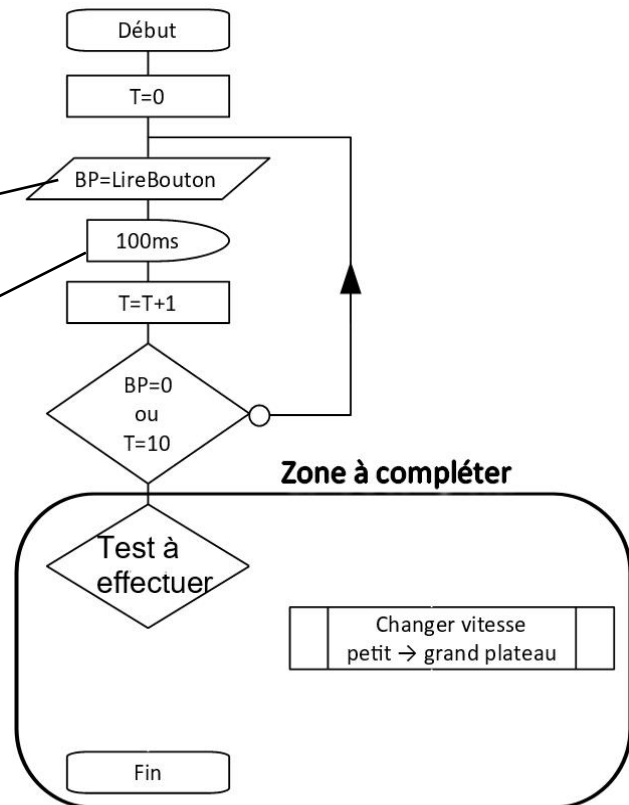 Début
T=0
BP=LireBouton
100ms
T=T+1
BP=0
ou
T=10
Zone à compléter
Test à
effectuer
Changer vitesse
petit → grand plateau
Fin